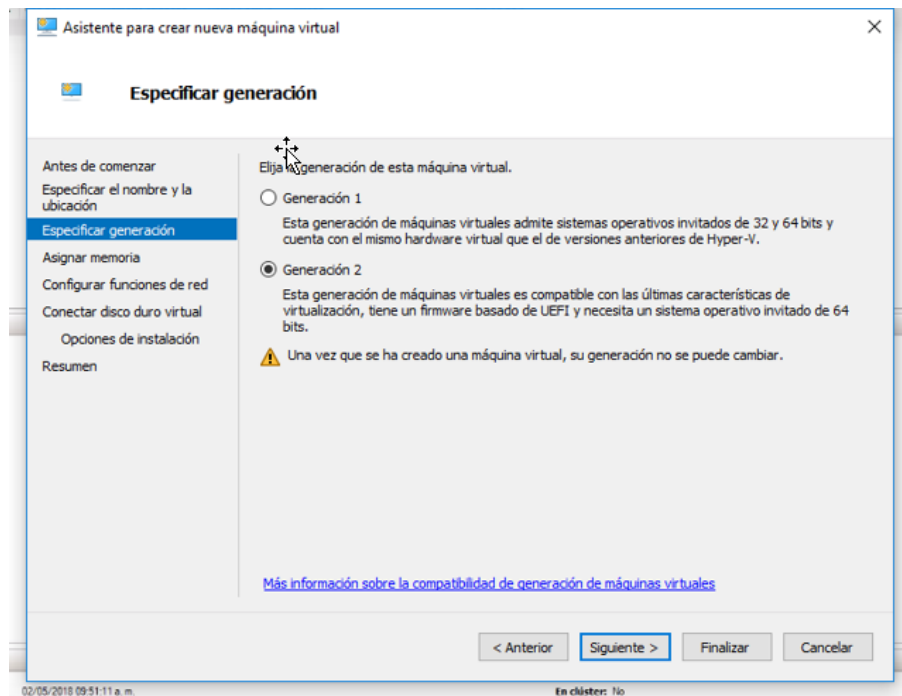 Asistente para crear nueva máquina virtual
Especificar generación
Antes de comenzar
Especificar el nombre y la
ubicación
Especificar generación
Asignar memoria
Configurar funciones de red
Conectar disco duro virtual
Opciones de instalación
Resumen
Elija generación de esta máquina virtual.
Generación 1
Esta generación de máquinas virtuales admite sistemas operativos invitados de 32 y 64 bits y
cuenta con el mismo hardware virtual que el de versiones anteriores de Hyper-V.
Generación 2
Esta generación de máquinas virtuales es compatible con las últimas características de
virtualización, tiene un firmware basado de UEFI y necesita un sistema operativo invitado de 64
bits.
Una vez que se ha creado una máquina virtual, su generación no se puede cambiar.
Más información sobre la compatibilidad de generación de máquinas virtuales
< Anterior
Siguiente >
Finalizar
Cancelar
02/05/2018 09:51:11 a. m.
En clúster: No